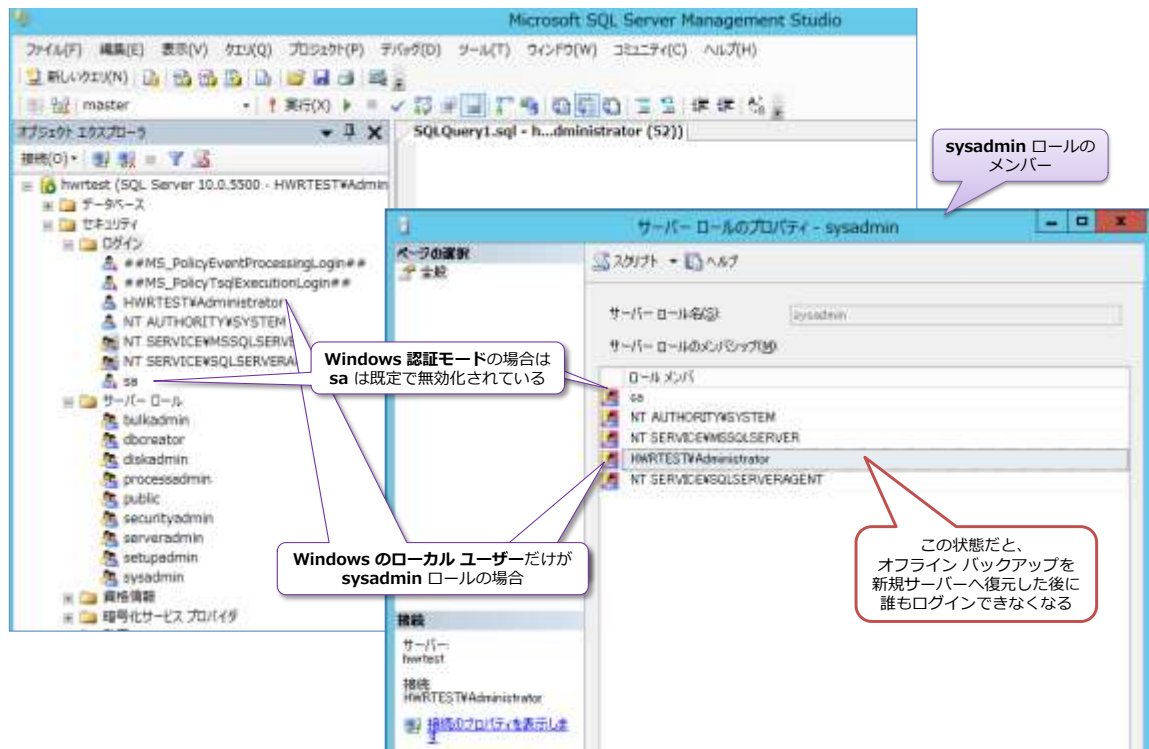 Microsoft SQL Server Management Studio
ファイル(F) 編集(E) 表示(V) クエリ(Q) プロジェクト(P) デバッグ(D) ツール(T) ウィンドウ(W) コミュニティ(C) ヘルプ(H)
新しいクエリ(N)
master 実行(X)
オブジェクト エクスプローラ
接続(O)
SQLQuery1.sql - h...dministrator (52))
sysadmin ロールの
メンバー
hwrtest (SQL Server 10.0.5500 - HWRTEST¥Admin
データベース
セキュリティ
ログイン
##MS_PolicyEventProcessingLogin##
##MS_PolicyTsqlExecutionLogin##
HWRTEST¥Administrator
NT AUTHORITY¥SYSTEM
NT SERVICE¥MSSQLSERVE
NT SERVICE¥SQLSERVERA
sa
サーバー ロール
bulkadmin
dbcreator
diskadmin
processadmin
public
securityadmin
serveradmin
setupadmin
sysadmin
資格情報
暗号化サービス プロバイダ
サーバー ロールのプロパティ - sysadmin
ページの選択
全般
スクリプト ヘルプ
サーバー ロール名(S):
sysadmin
サーバー ロールのメンバシップ(M):
ロール メンバ
sa
NT AUTHORITY¥SYSTEM
NT SERVICE¥MSSQLSERVER
HWRTEST¥Administrator
NT SERVICE¥SQLSERVERAGENT
Windows 認証モードの場合は
sa は既定で無効化されている
Windows のローカル ユーザーだけが
sysadmin ロールの場合
この状態だと、
オフライン バックアップを
新規サーバーへ復元した後に
誰もログインできなくなる
接続
サーバー:
hwrtest
接続:
HWRTEST¥Administrator
接続のプロパティを表示しま
す